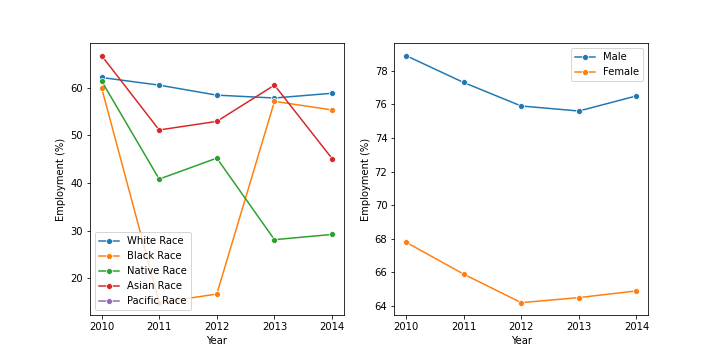 60
50
40
30
20
Employment (%)
White Race
Black Race
Native Race
Asian Race
Pacific Race
2010 2011 2012 2013 2014
Year
78
76
74
72
70
68
66
64
Employment (%)
Male
Female
2010 2011 2012 2013 2014
Year